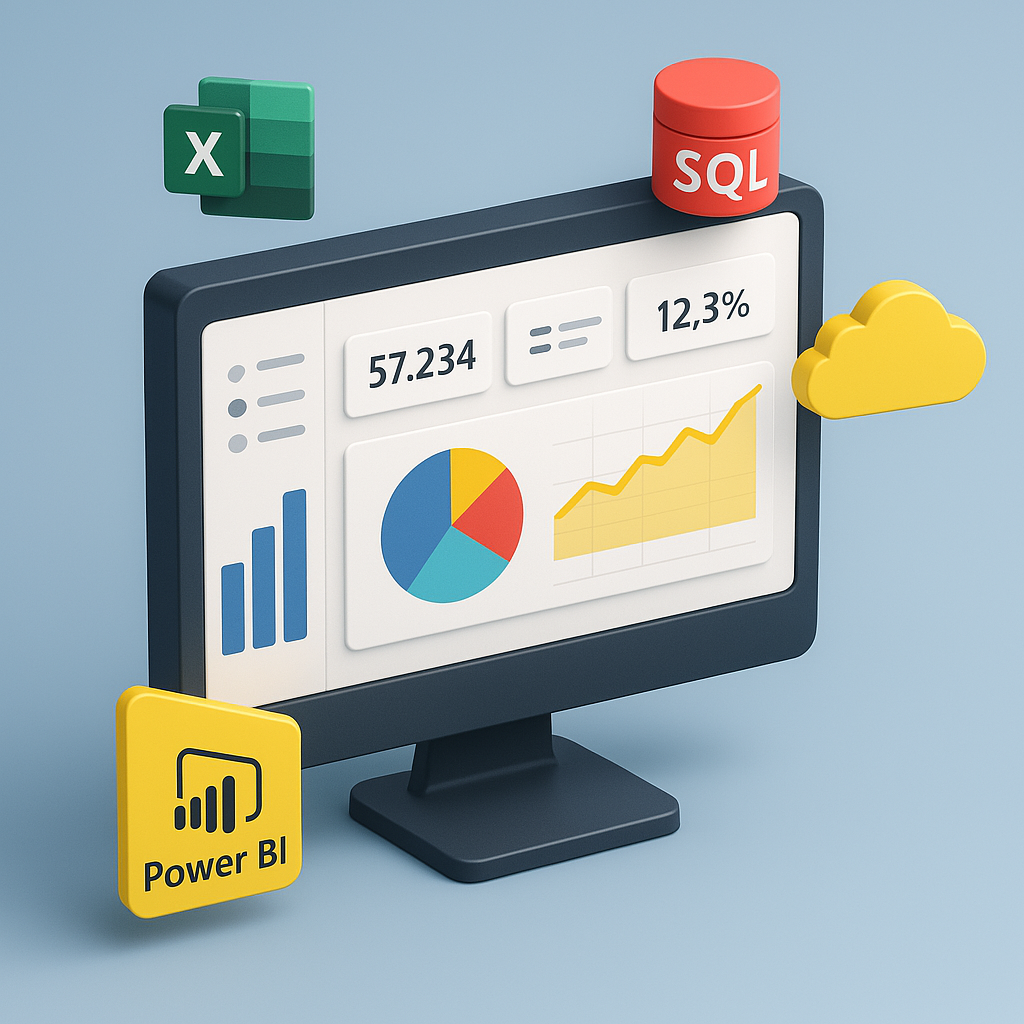 X
SQL
57.234
12,3%
Power BI